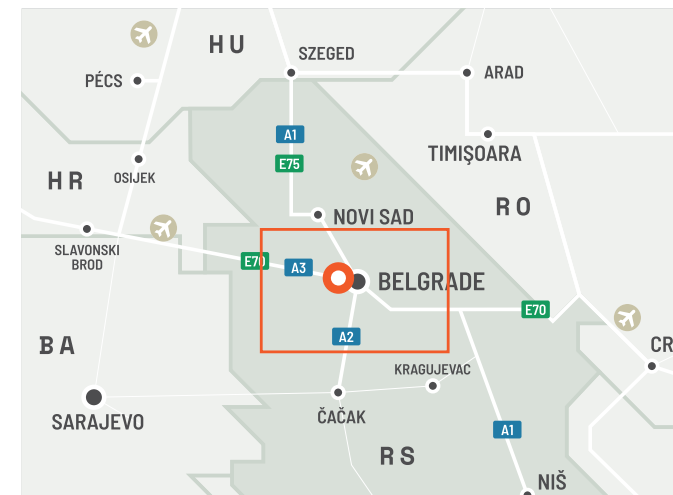 HU
SZEGED
PÉCS
ARAD
A1
TIMIŞOARA
E75
OSIJEK
HR
RO
NOVI SAD
SLAVONSKI
BROD
E70
A3
BELGRADE
E70
A2
BA
CR
KRAGUJEVAC
SARAJEVO
ČAČAK
A1
RS
NIŠ